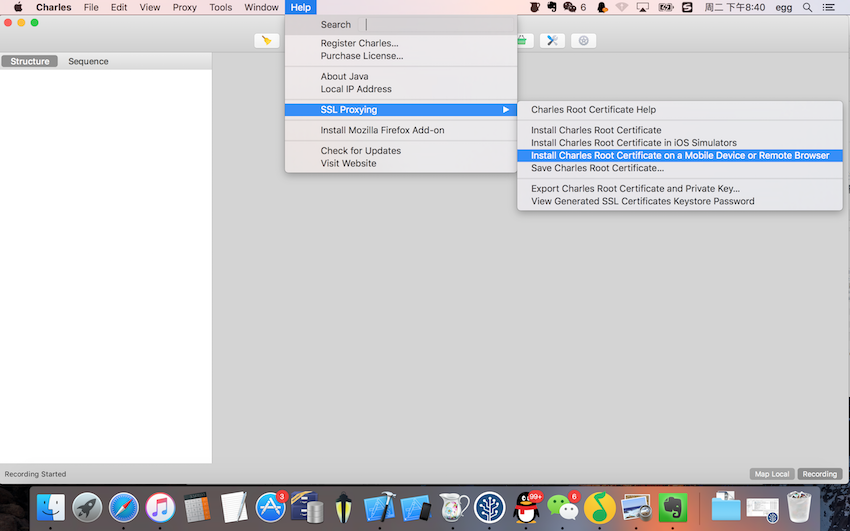 Charles File Edit View Proxy Tools Window Help 6 周二 下午8:40 egg
Search
Register Charles...
Purchase License...
Structure Sequence
About Java
Local IP Address
SSL Proxying
Charles Root Certificate Help
Install Mozilla Firefox Add-on
Install Charles Root Certificate
Install Charles Root Certificate in iOS Simulators
Check for Updates
Install Charles Root Certificate on a Mobile Device or Remote Browser
Visit Website
Save Charles Root Certificate...
Export Charles Root Certificate and Private Key...
View Generated SSL Certificates Keystore Password
Recording Started Map Local Recording
3 99+ 6